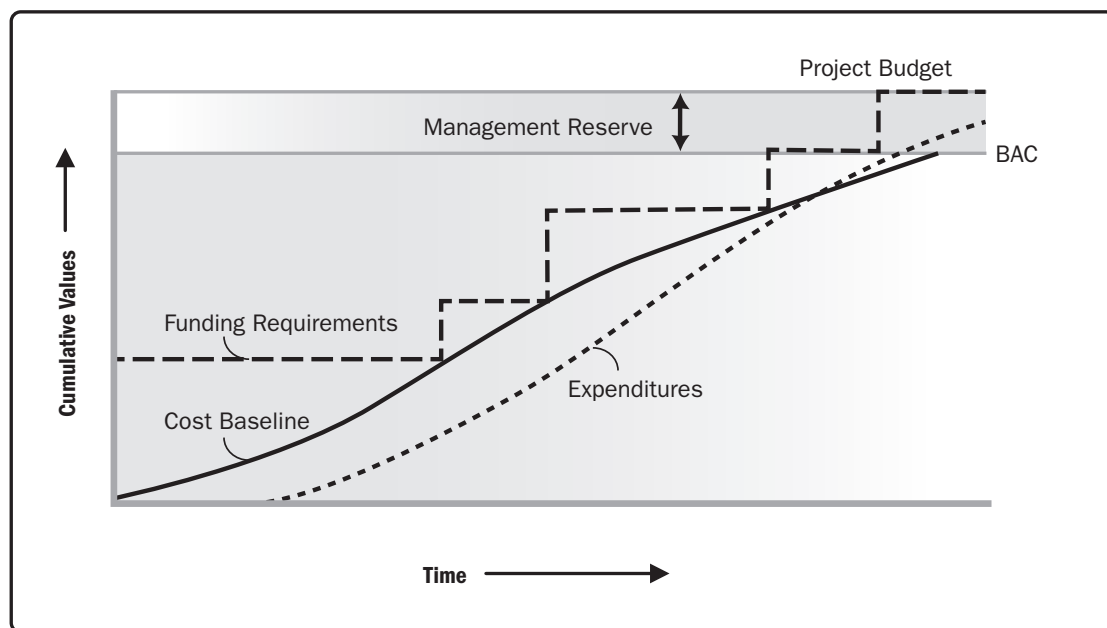 Project Budget
Management Reserve
BAC
Cumulative Values
Funding Requirements
Expenditures
Cost Baseline
Time